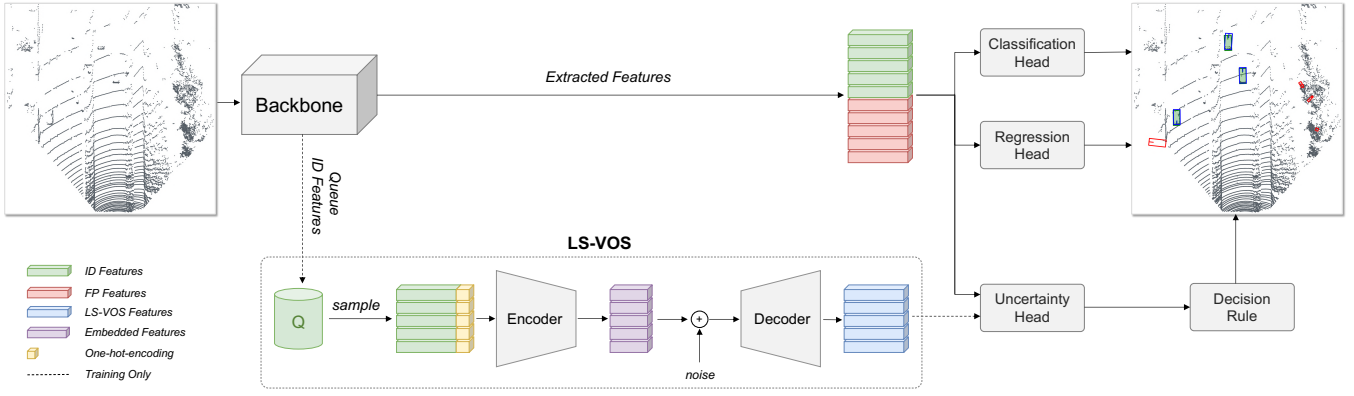 Backbone
Extracted Features
Classification
Head
Regression
Head
Queue
ID Features
LS-VOS
ID Features
FP Features
LS-VOS Features
Embedded Features
One-hot-encoding
Training Only
Q
sample
Encoder
noise
Decoder
Uncertainty
Head
Decision
Rule